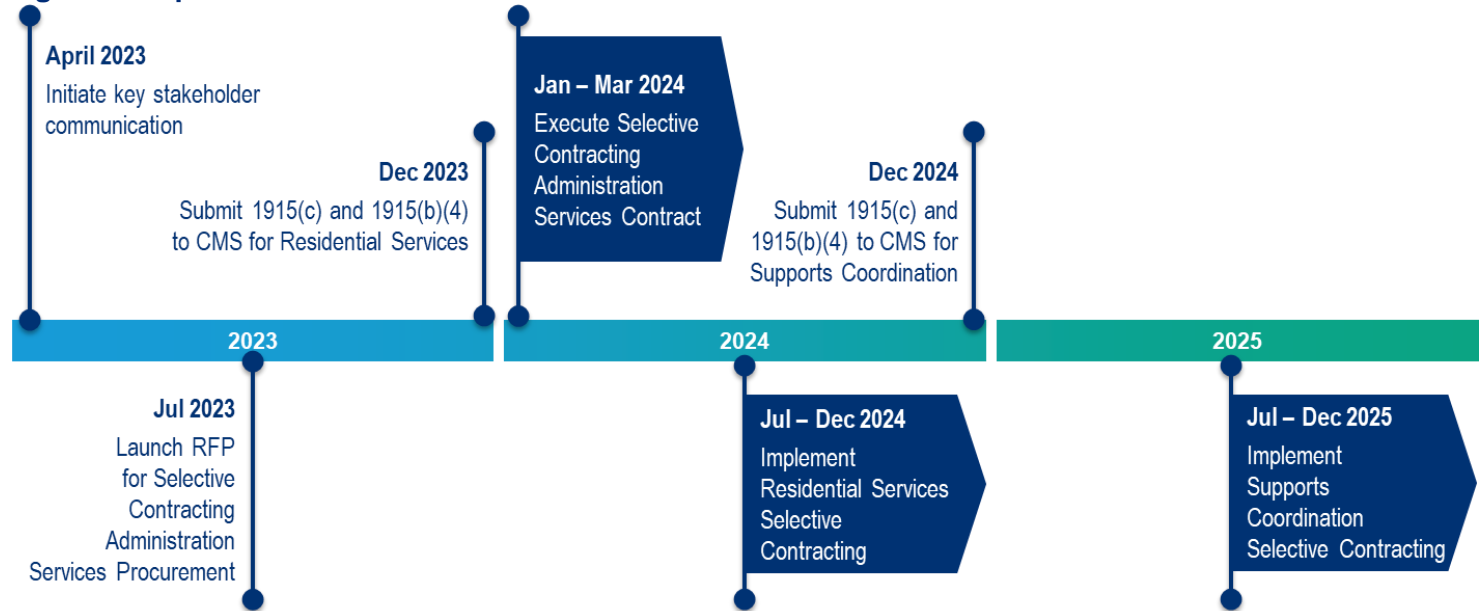 April 2023
Initiate key stakeholder
communication
Dec 2023
Submit 1915(c) and 1915(b)(4)
to CMS for Residential Services
Jan – Mar 2024
Execute Selective
Contracting
Administration
Services Contract
Dec 2024
Submit 1915(c) and
1915(b)(4) to CMS for
Supports Coordination
2023
2024
2025
Jul 2023
Launch RFP
for Selective
Contracting
Administration
Services Procurement
Jul – Dec 2024
Implement
Residential Services
Selective
Contracting
Jul – Dec 2025
Implement
Supports
Coordination
Selective Contracting